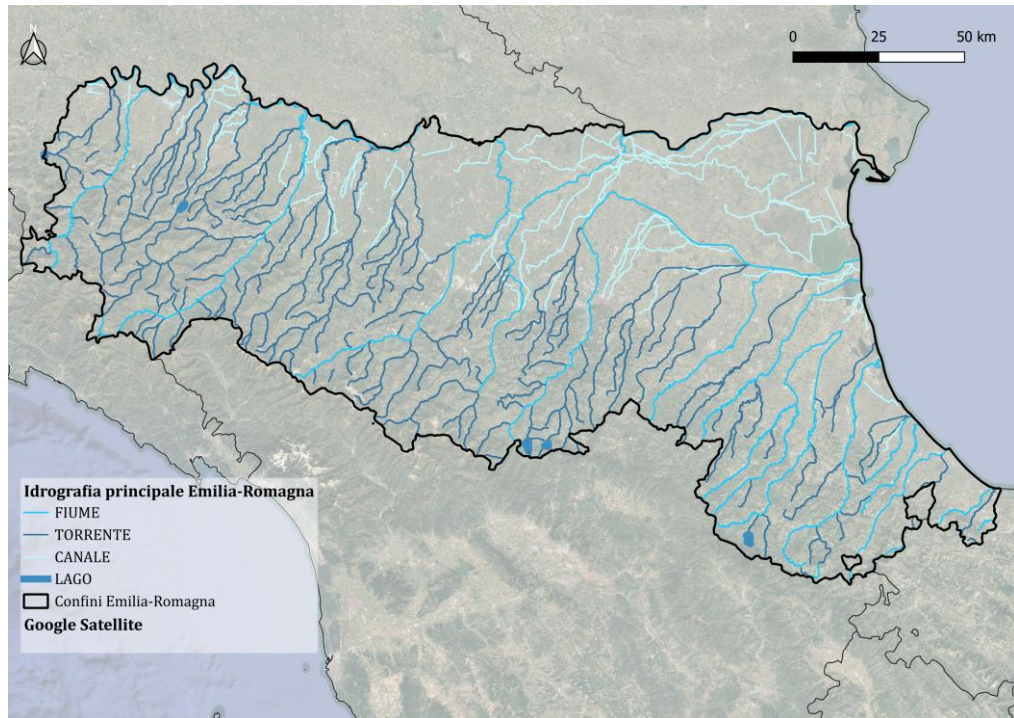 N
0 25 50 km
Idrografia principale Emilia-Romagna
FIUME
TORRENTE
CANALE
LAGO
Confini Emilia-Romagna
Google Satellite